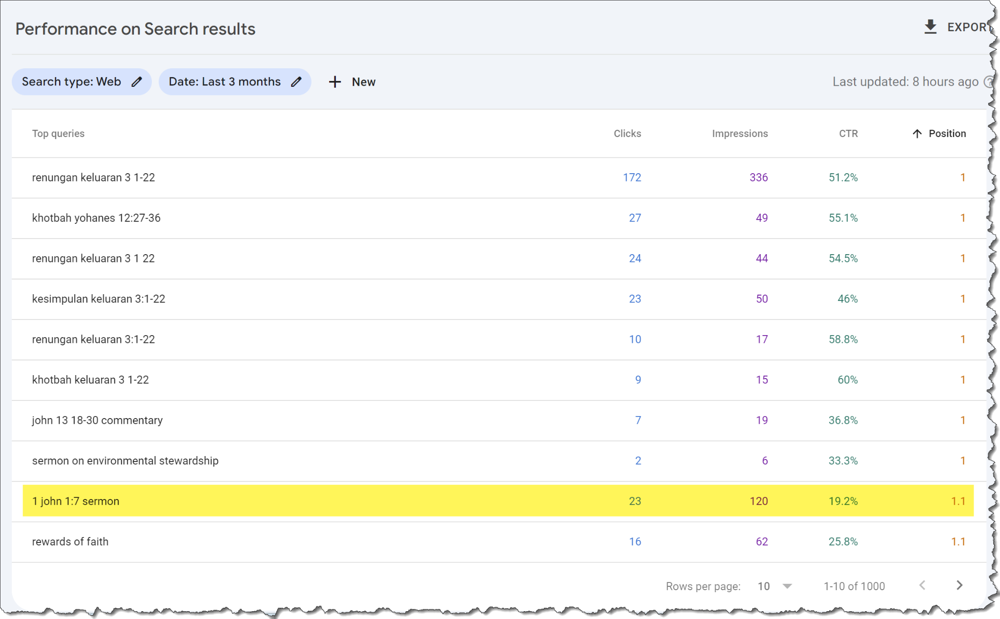 Performance on Search results
EXPORT
Search type: Web
Date: Last 3 months
+ New
Last updated: 8 hours ago
Top queries Clicks Impressions CTR Position
renungan keluaran 3 1-22 172 336 51.2% 1
khotbah yohanes 12:27-36 27 49 55.1% 1
renungan keluaran 3 1 22 24 44 54.5% 1
kesimpulan keluaran 3:1-22 23 50 46% 1
renungan keluaran 3:1-22 10 17 58.8% 1
khotbah keluaran 3 1-22 9 15 60% 1
john 13 18-30 commentary 7 19 36.8% 1
sermon on environmental stewardship 2 6 33.3% 1
1 john 1:7 sermon 23 120 19.2% 1.1
rewards of faith 16 62 25.8% 1.1
Rows per page: 10 1-10 of 1000